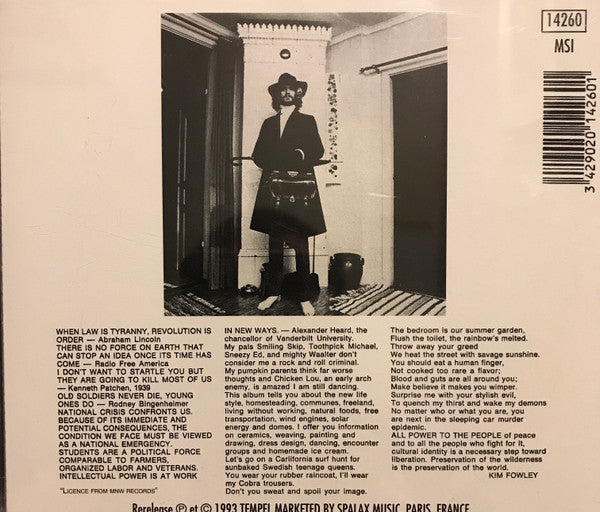 14260
MSI
3 429020 142601
WHEN LAW IS TYRANNY, REVOLUTION IS
ORDER — Abraham Lincoln
THERE IS NO FORCE ON EARTH THAT
CAN STOP AN IDEA ONCE ITS TIME HAS
COME — Radio Free America
I DON'T WANT TO STARTLE YOU BUT
THEY ARE GOING TO KILL MOST OF US
— Kenneth Patchen, 1939
OLD SOLDIERS NEVER DIE, YOUNG
ONES DO — Rodney Bingenheimer
NATIONAL CRISIS CONFRONTS US.
BECAUSE OF ITS IMMEDIATE AND
POTENTIAL CONSEQUENCES, THE
CONDITION WE FACE MUST BE VIEWED
AS A NATIONAL EMERGENCY.
STUDENTS ARE A POLITICAL FORCE
COMPARABLE TO FARMERS,
ORGANIZED LABOR AND VETERANS.
INTELLECTUAL POWER IS AT WORK
"LICENCE FROM MNW RECORDS"
IN NEW WAYS. — Alexander Heard, the
chancellor of Vanderbilt University.
My pals Smiling Skip, Toothpick Michael,
Sneezy Ed, and mighty Waalter don't
consider me a rock and roll criminal.
My pumpkin parents think far worse
thoughts and Chicken Lou, an early arch
enemy, is amazed I am still dancing.
This album tells you about the new life
style, homesteading, communes, freeland,
living without working, natural foods, free
transportation, wind engines, solar
energy and domes. I offer you information
on ceramics, weaving, painting and
drawing, dress design, dancing, encounter
groups and homemade ice cream.
Let's go on a Carlifornia surf hunt for
sunbaked Swedish teenage queens.
You wear your rubber raincoat, I'll wear
my Cobra trousers.
Don't you sweat and spoil your image.
The bedroom is our summer garden,
Flush the toilet, the rainbow's melted.
Throw away your greed
We heat the street with savage sunshine.
You should eat a human finger,
Not cooked too rare a flavor;
Blood and guts are all around you;
Make believe it makes you wimper.
Surprise me with your stylish evil,
To quench my thirst and wake my demons
No matter who or what you are, you
are next in the sleeping car murder
epidemic.
ALL POWER TO THE PEOPLE of peace
and to all the people who fight for it,
cultural identity is a necessary step toward
liberation. Preservation of the wilderness
is the preservation of the world.
KIM FOWLEY
Rerelease Ⓟ et © 1993 TEMPEL MARKETED BY SPALAX MUSIC, PARIS, FRANCE